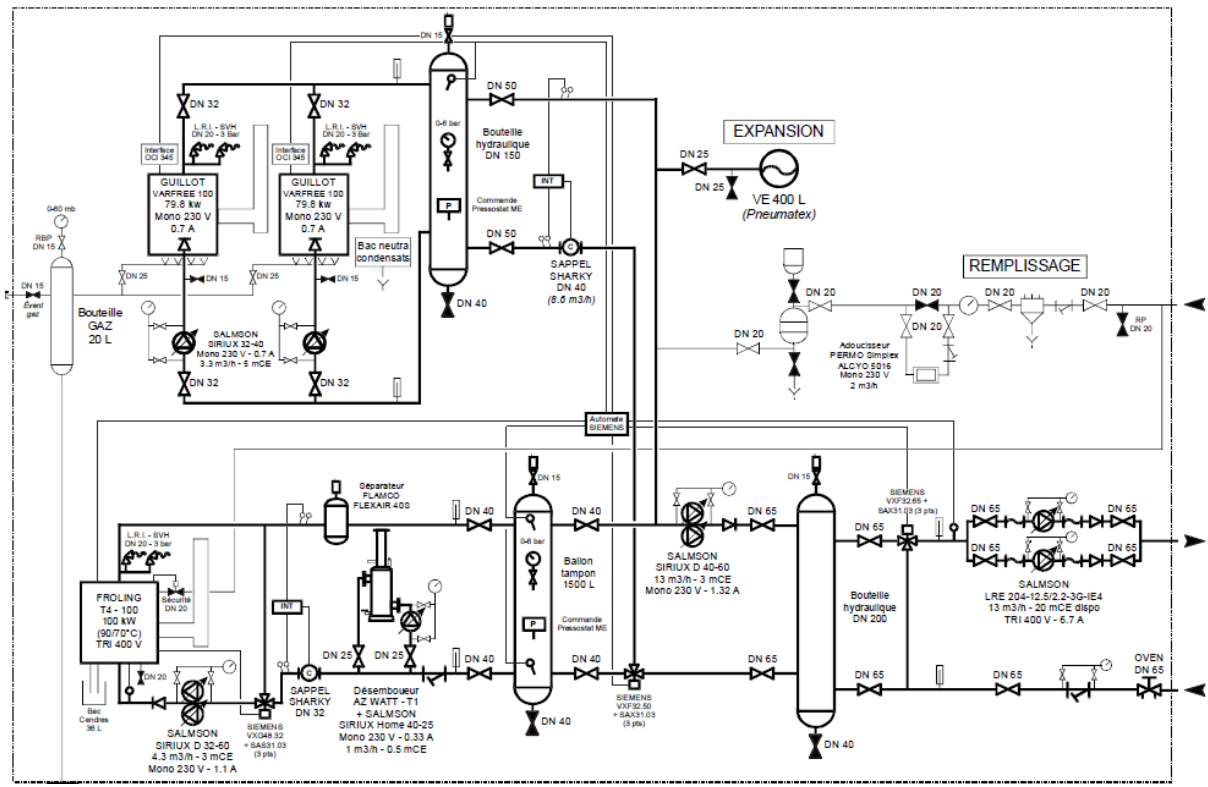 DN 15
DN 32
DN 32
L.R.I. - SVH
DN 20 - 3 Bar
L.R.I. - SVH
DN 20 - 3 Bar
Interface
OCI 345
Interface
OCI 345
GUILLOT
VARFREE 100
79.8 kw
Mono 230 V
0.7 A
GUILLOT
VARFREE 100
79.8 kw
Mono 230 V
0.7 A
0-6 bar
Bouteille
hydraulique
DN 150
P
Commande
Pressostat ME
DN 50
DN 50
INT
C
SAPPEL
SHARKY
DN 40
(8.6 m3/h)
DN 40
EXPANSION
DN 25
DN 25
VE 400 L
(Pneumatex)
0-60 mb
RBP
DN 15
DN 15
Évent
gaz
Bouteille
GAZ
20 L
DN 25
DN 15
DN 25
DN 15
Bac neutra
condensats
SALMSON
SIRIUX 32-40
Mono 230 V - 0.7 A
3.3 m3/h - 5 mCE
DN 32
DN 32
REMPLISSAGE
DN 20
DN 20
DN 20
DN 20
DN 20
DN 20
DN 20
RP
DN 20
Adoucisseur
PERMO Simplex
ALCYO 5016
Mono 230 V
2 m3/h
Automate
SIEMENS
Séparateur
FLAMCO
FLEXAIR 40S
L.R.I. - SVH
DN 20 - 3 bar
FROLING
T4 - 100
100 kW
(90/70°C)
TRI 400 V
Sécurité
DN 20
DN 20
Bac
Cendres
36 L
SALMSON
SIRIUX D 32-60
4.3 m3/h - 3 mCE
Mono 230 V - 1.1 A
SIEMENS
VXG48.32
+ SAS31.03
(3 pts)
INT
C
SAPPEL
SHARKY
DN 32
DN 25
DN 25
Désemboueur
AZ WATT - T1
+ SALMSON
SIRIUX Home 40-25
Mono 230 V - 0.33 A
1 m3/h - 0.5 mCE
DN 40
DN 40
DN 15
0-6 bar
Ballon
tampon
1500 L
P
Commande
Pressostat ME
DN 40
DN 40
DN 40
SIEMENS
VXF32.50
+ SAX31.03
(3 pts)
SALMSON
SIRIUX D 40-60
13 m3/h - 3 mCE
Mono 230 V - 1.32 A
DN 65
DN 65
DN 15
Bouteille
hydraulique
DN 200
DN 40
SIEMENS
VXF32.65 +
SAX31.03 (3 pts)
DN 65
DN 65
DN 65
DN 65
DN 65
DN 65
SALMSON
LRE 204-12.5/2.2-3G-IE4
13 m3/h - 20 mCE dispo
TRI 400 V - 6.7 A
DN 65
OVEN
DN 65